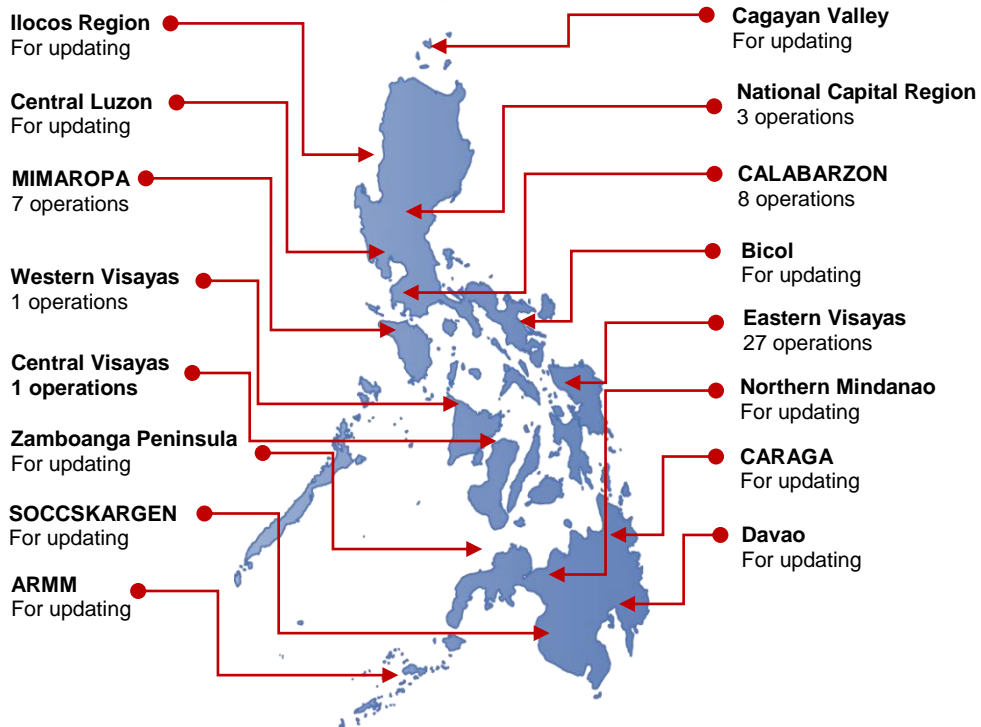 Ilocos Region
For updating
Central Luzon
For updating
MIMAROPA
7 operations
Western Visayas
1 operations
Central Visayas
1 operations
Zamboanga Peninsula
For updating
SOCCSKARGEN
For updating
ARMM
For updating
Cagayan Valley
For updating
National Capital Region
3 operations
CALABARZON
8 operations
Bicol
For updating
Eastern Visayas
27 operations
Northern Mindanao
For updating
CARAGA
For updating
Davao
For updating